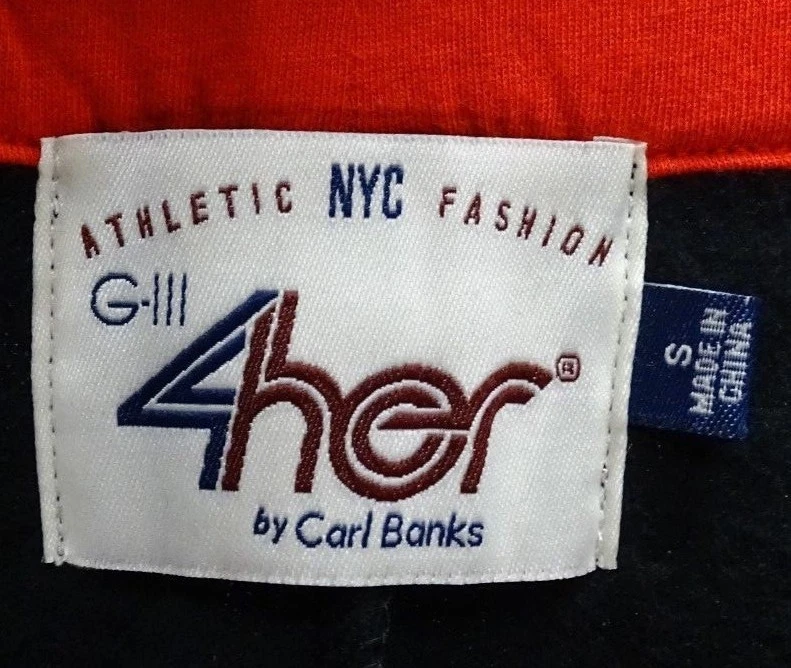 ATHLETIC NYC FASHION
G-III
4her®
by Carl Banks
S
MADE IN
CHINA